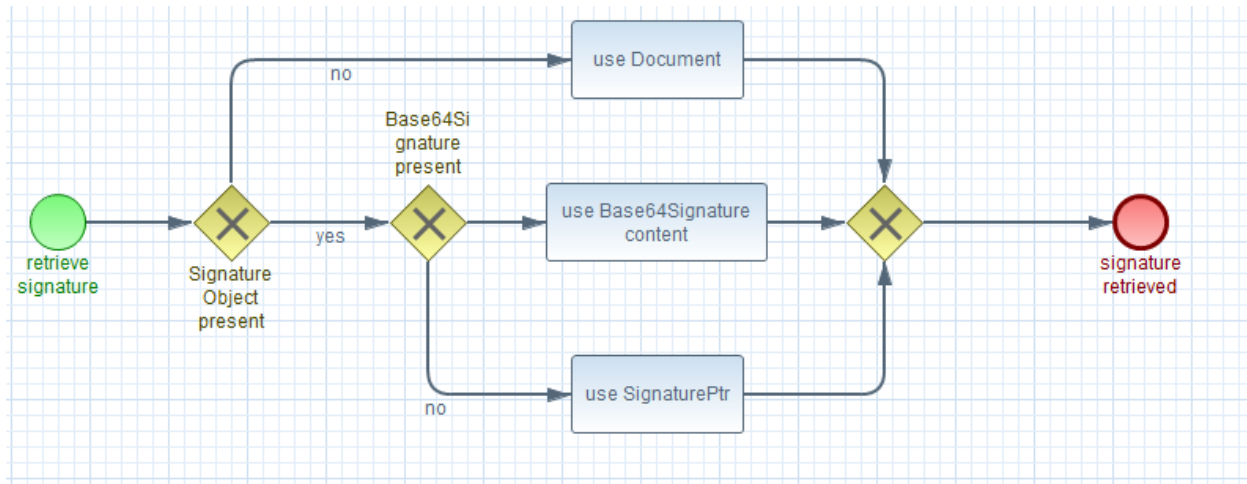 use Document
no
Base64Si
gnature
present
use Base64Signature
content
yes
retrieve
signature
Signature
Object
present
signature
retrieved
use SignaturePtr
no